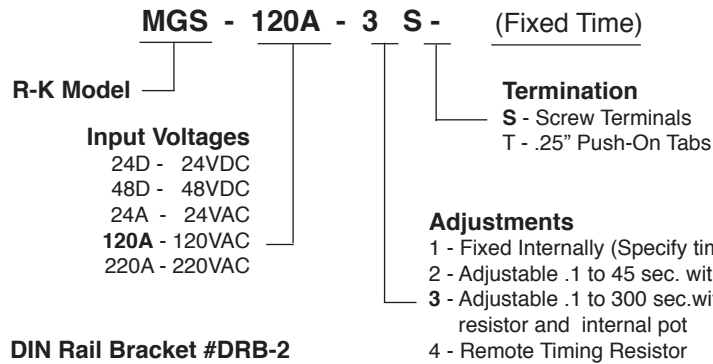 MGS - 120A - 3 S - (Fixed Time)
R-K Model
Termination
S - Screw Terminals
T - .25" Push-On Tabs
Input Voltages
24D - 24VDC
48D - 48VDC
24A - 24VAC
120A - 120VAC
220A - 220VAC
Adjustments
1 - Fixed Internally (Specify
2 - Adjustable .1 to 45 sec.
3 - Adjustable .1 to 300 sec.
resistor and internal pot
4 - Remote Timing Resistor
DIN Rail Bracket #DRB-2